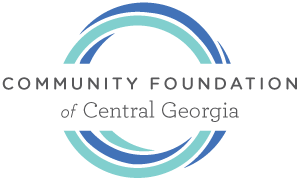 COMMUNITY FOUNDATION
of Central Georgia